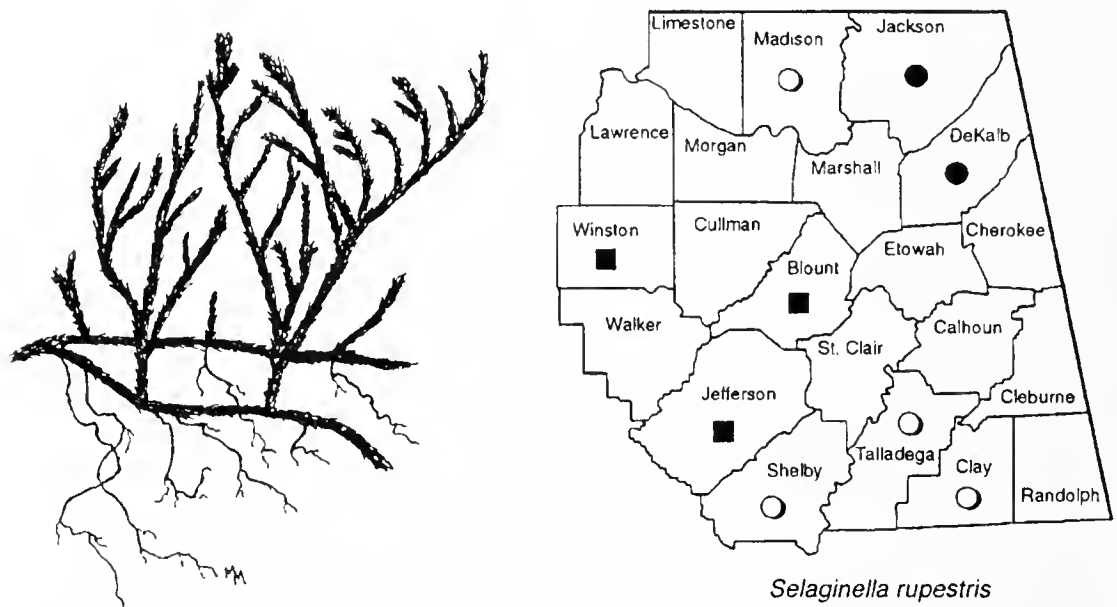 Limestone
Madison
Jackson
Lawrence
Morgan
Marshall
DeKalb
Winston
Cullman
Blount
Etowah
Cherokee
Walker
St. Clair
Calhoun
Jefferson
Cleburne
Shelby
Talladega
Clay
Randolph
MM
Selaginella rupestris